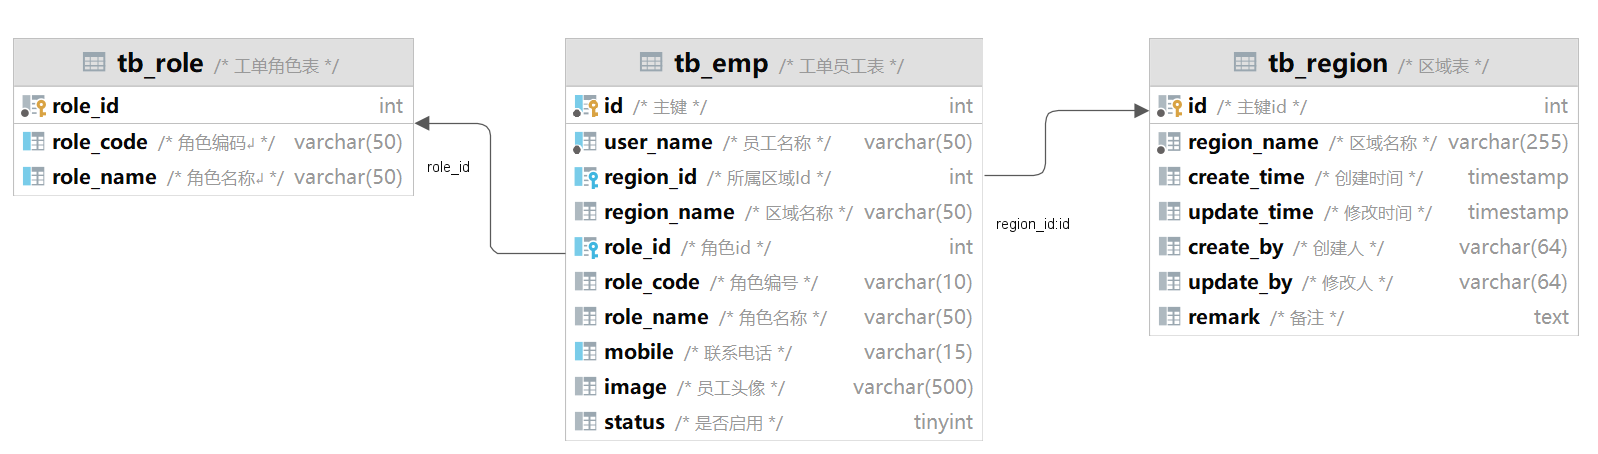 tb_role /* 工单角色表 */
role_id int
role_code /* 角色编码↲ */ varchar(50)
role_name /* 角色名称↲ */ varchar(50)
role_id
tb_emp /* 工单员工表 */
id /* 主键 */ int
user_name /* 员工名称 */ varchar(50)
region_id /* 所属区域Id */ int
region_name /* 区域名称 */ varchar(50)
role_id /* 角色id */ int
role_code /* 角色编号 */ varchar(10)
role_name /* 角色名称 */ varchar(50)
mobile /* 联系电话 */ varchar(15)
image /* 员工头像 */ varchar(500)
status /* 是否启用 */ tinyint
region_id:id
tb_region /* 区域表 */
id /* 主键id */ int
region_name /* 区域名称 */ varchar(255)
create_time /* 创建时间 */ timestamp
update_time /* 修改时间 */ timestamp
create_by /* 创建人 */ varchar(64)
update_by /* 修改人 */ varchar(64)
remark /* 备注 */ text